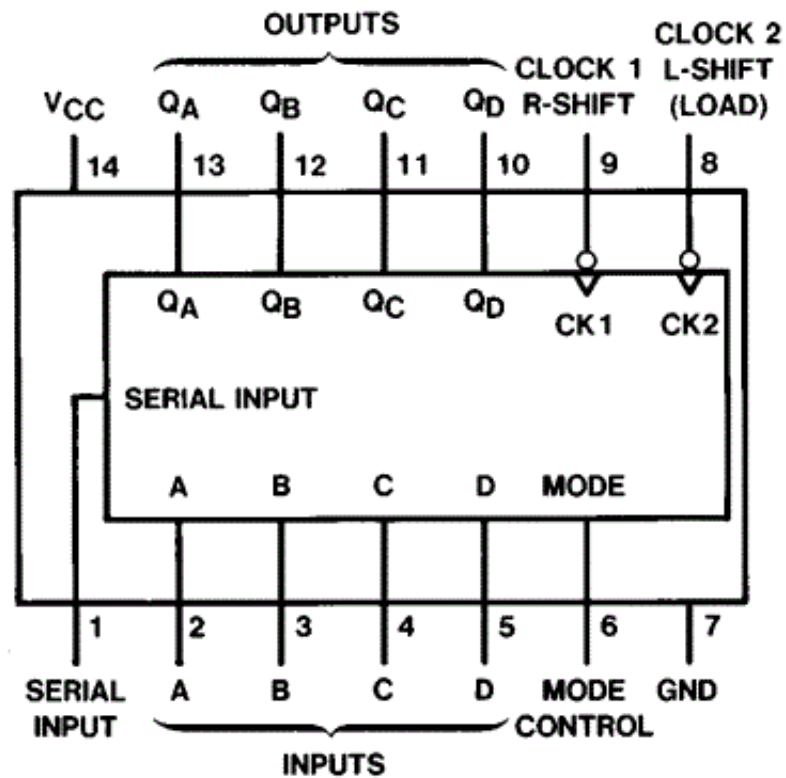 OUTPUTS
CLOCK 2
CLOCK 1 L-SHIFT
VCC QA QB QC QD R-SHIFT (LOAD)
14 13 12 11 10 9 8
QA QB QC QD
CK1 CK2
SERIAL INPUT
A B C D MODE
1 2 3 4 5 6 7
SERIAL A B C D MODE GND
INPUT CONTROL
INPUTS